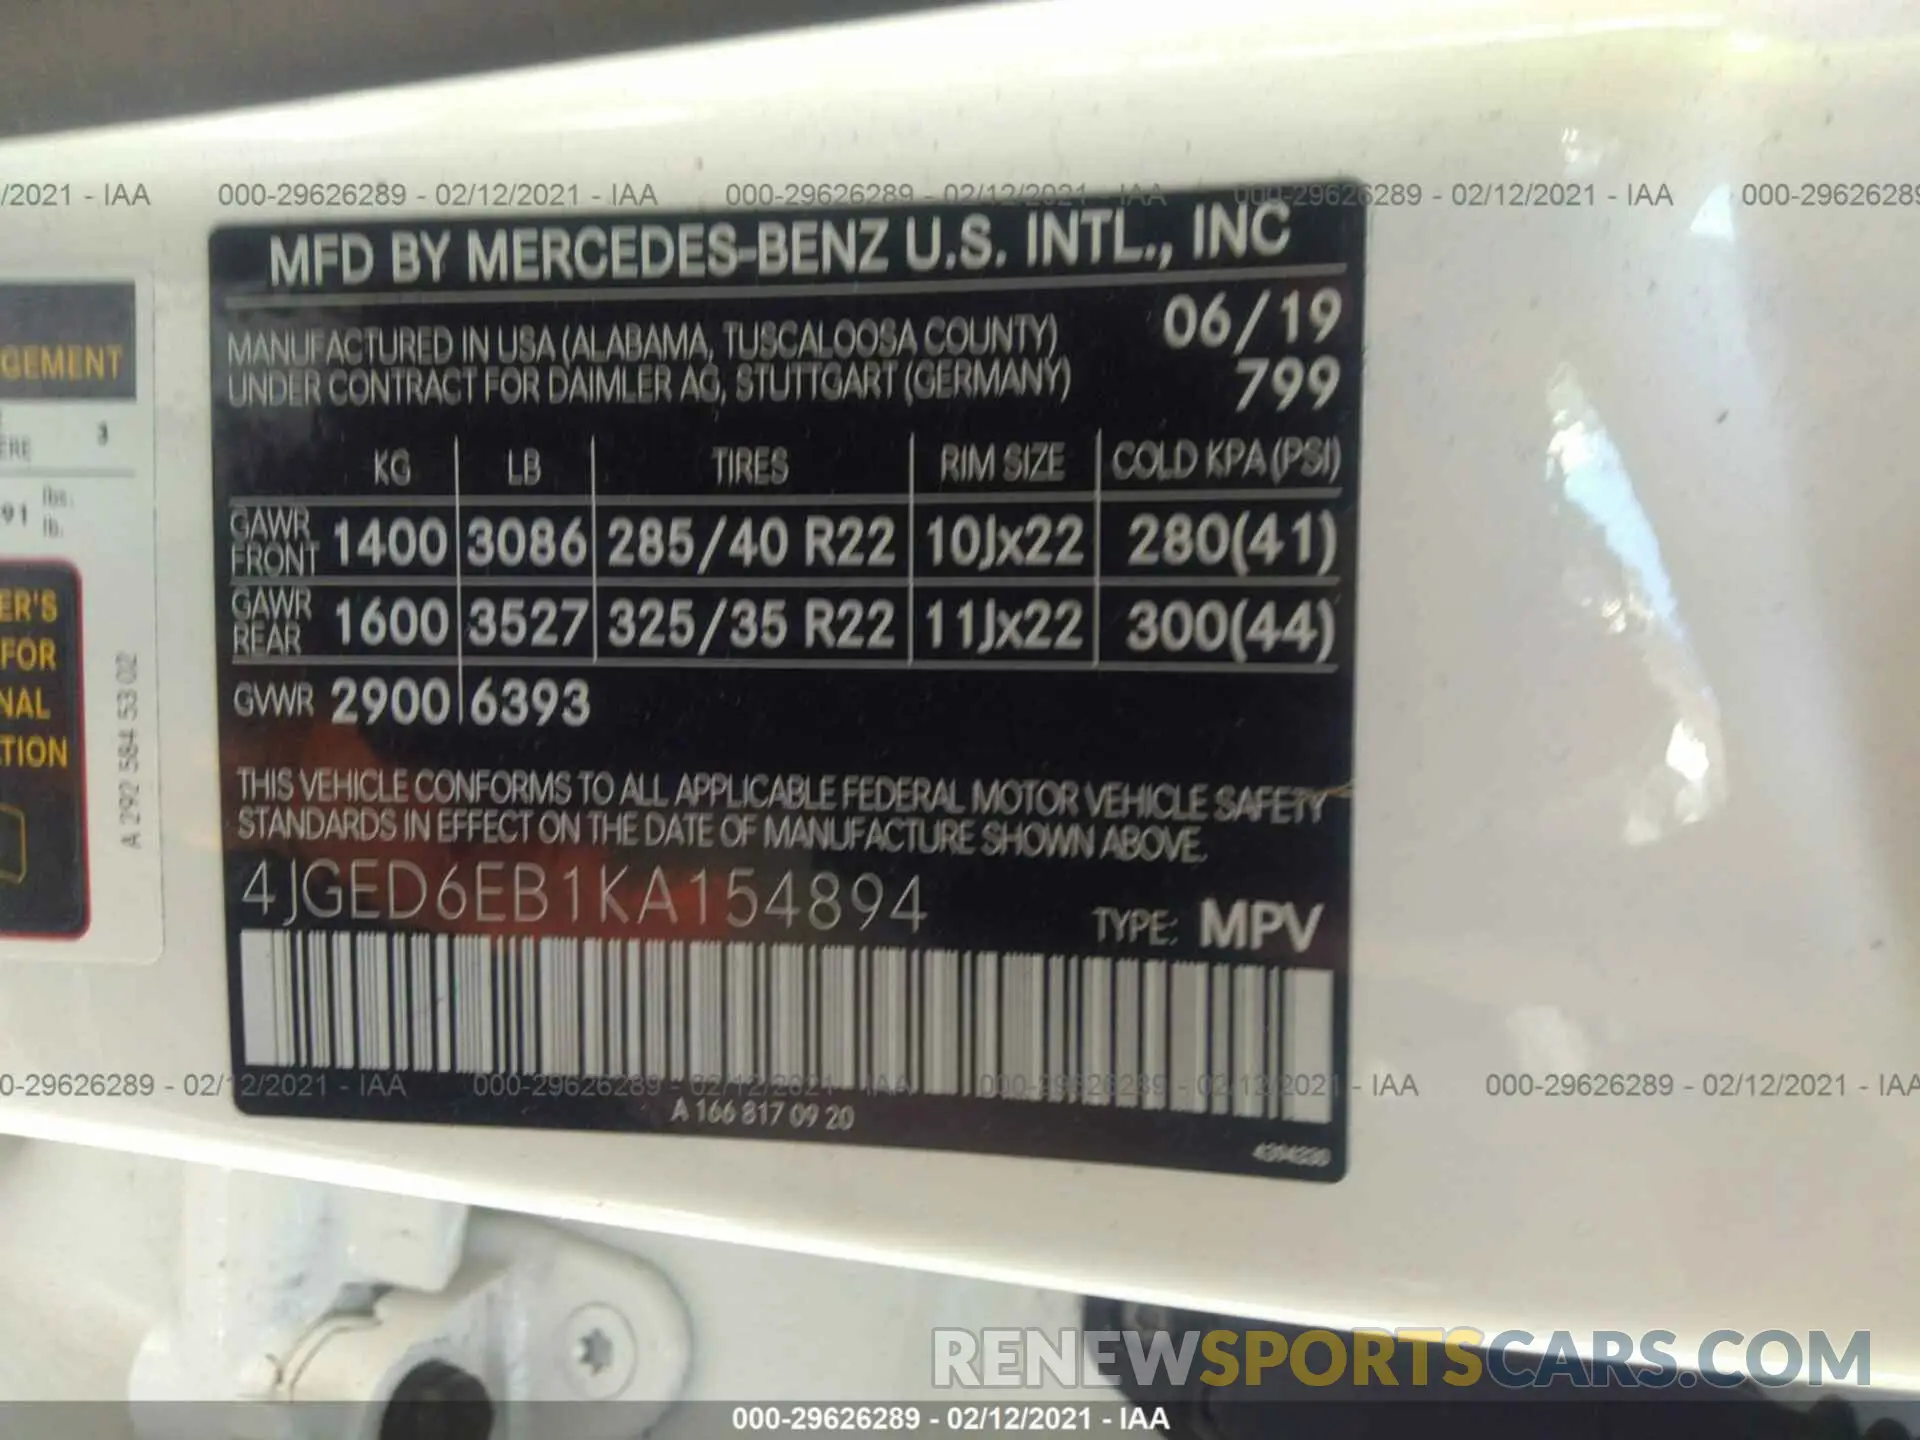 /2021 - IAA 000-29626289 - 02/12/2021 - IAA 000-29626289 - 02/12/2021 - IAA 000-29626289 - 02/12/2021 - IAA 000-29626289
MFD BY MERCEDES-BENZ U.S. INTL., INC
MANUFACTURED IN USA (ALABAMA, TUSCALOOSA COUNTY) 06/19
UNDER CONTRACT FOR DAIMLER AG, STUTTGART (GERMANY) 799
KG LB TIRES RIM SIZE COLD KPA (PSI)
GAWR FRONT 1400 3086 285/40 R22 10Jx22 280(41)
GAWR REAR 1600 3527 325/35 R22 11Jx22 300(44)
GVWR 2900 6393
THIS VEHICLE CONFORMS TO ALL APPLICABLE FEDERAL MOTOR VEHICLE SAFETY
STANDARDS IN EFFECT ON THE DATE OF MANUFACTURE SHOWN ABOVE.
4JGED6EB1KA154894 TYPE: MPV
A 166 817 09 20
GEMENT
ERE 3
91 lbs.
lb.
ER'S
FOR
NAL
TION
A 292 584 53 02
0-29626289 - 02/12/2021 - IAA 000-29626289 - 02/12/2021 - IAA 000-29626289 - 02/12/2021 - IAA 000-29626289 - 02/12/2021 - IAA
RENEWSPORTSCARS.COM
000-29626289 - 02/12/2021 - IAA